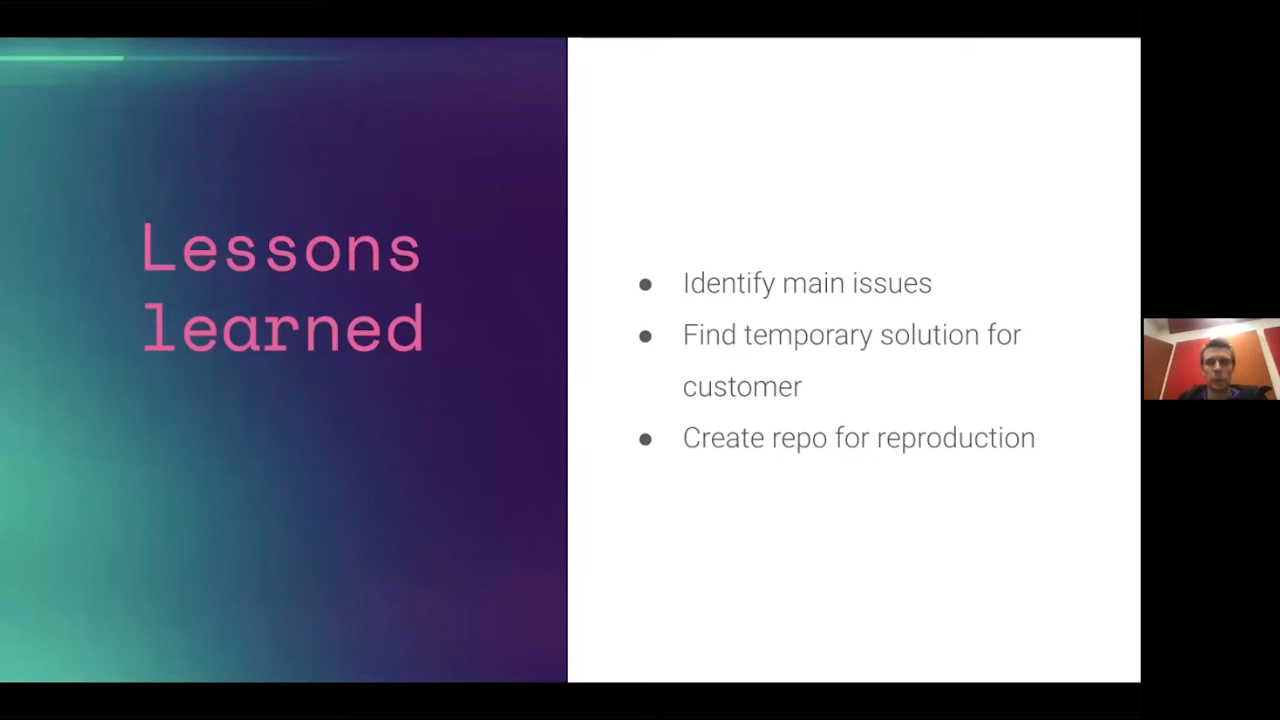 Lessons
learned
● Identify main issues
● Find temporary solution for
customer
● Create repo for reproduction